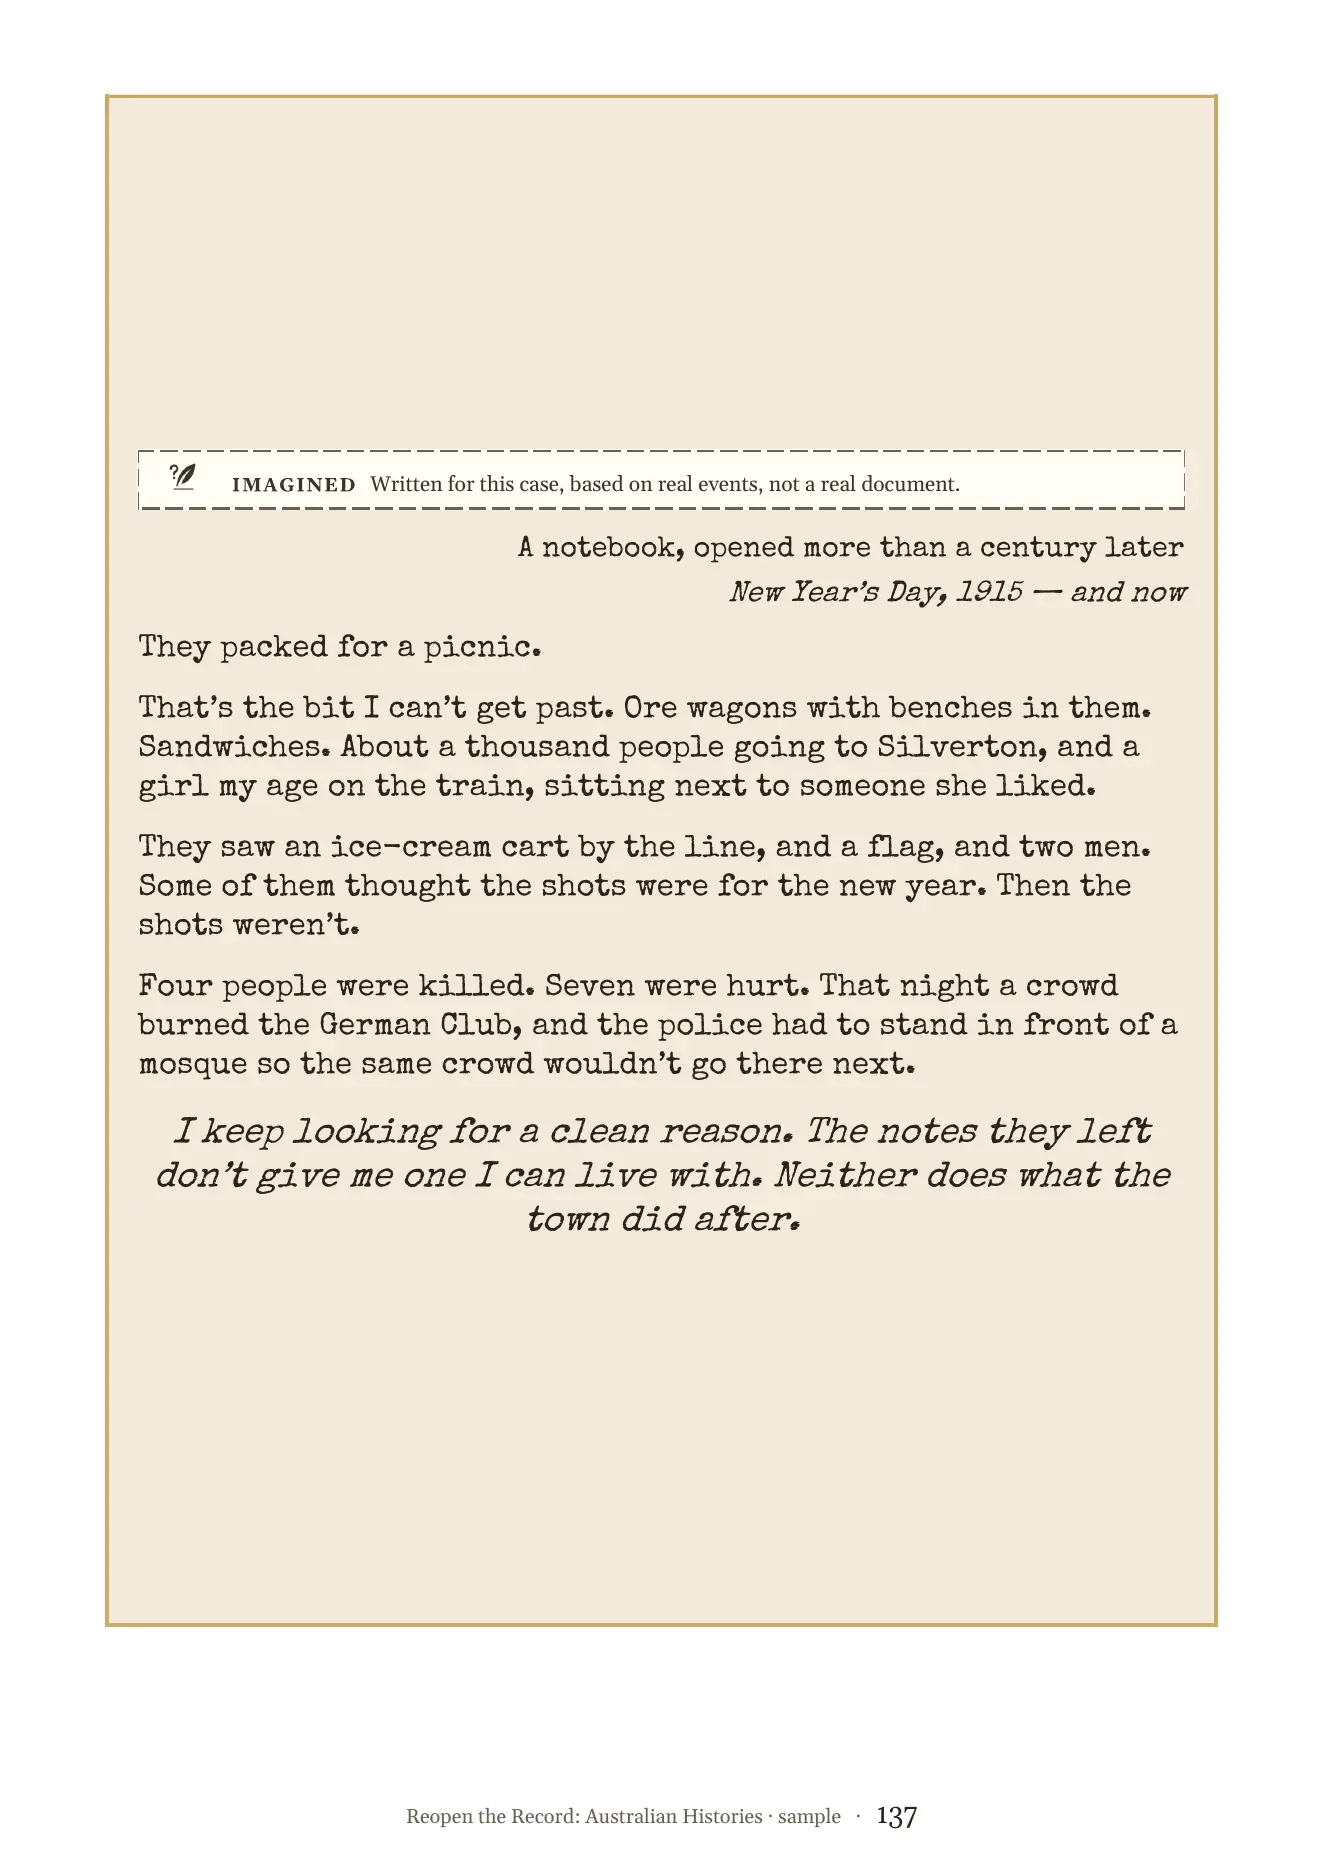 IMAGINED Written for this case, based on real events, not a real document.
A notebook, opened more than a century later
New Year’s Day, 1915 — and now
They packed for a picnic.
That’s the bit I can’t get past. Ore wagons with benches in them.
Sandwiches. About a thousand people going to Silverton, and a
girl my age on the train, sitting next to someone she liked.
They saw an ice-cream cart by the line, and a flag, and two men.
Some of them thought the shots were for the new year. Then the
shots weren’t.
Four people were killed. Seven were hurt. That night a crowd
burned the German Club, and the police had to stand in front of a
mosque so the same crowd wouldn’t go there next.
I keep looking for a clean reason. The notes they left
don’t give me one I can live with. Neither does what the
town did after.
Reopen the Record: Australian Histories · sample · 137